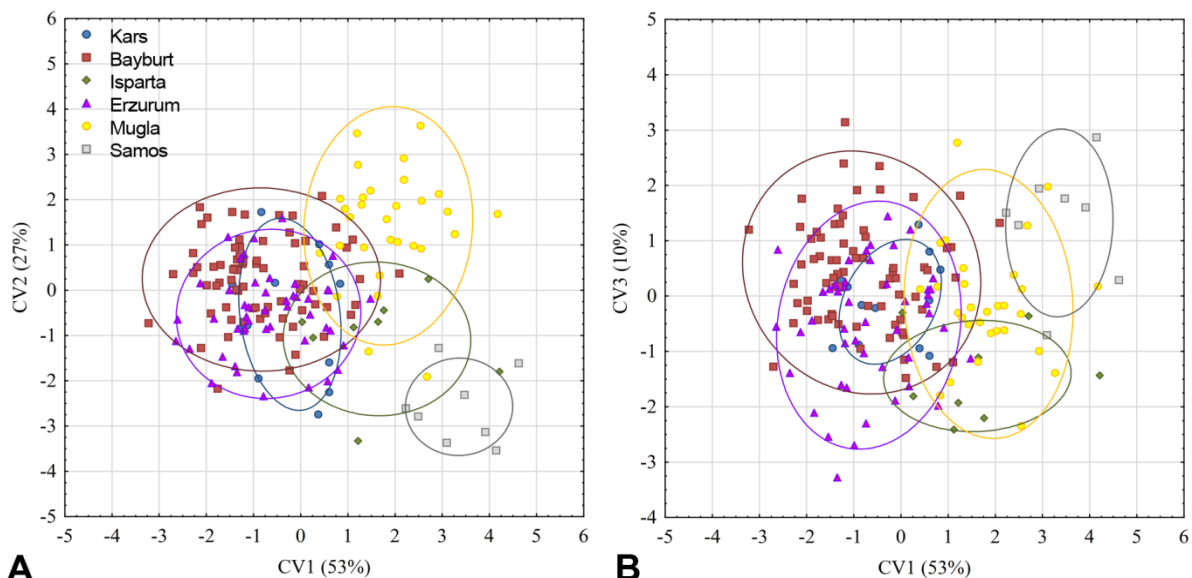 6
5
4
3
2
1
0
-1
-2
-3
-4
-5
CV2 (27%)
Kars
Bayburt
Isparta
Erzurum
Mugla
Samos
-5 -4 -3 -2 -1 0 1 2 3 4 5 6
CV1 (53%)
A
5
4
3
2
1
0
-1
-2
-3
-4
CV3 (10%)
-5 -4 -3 -2 -1 0 1 2 3 4 5 6
CV1 (53%)
B